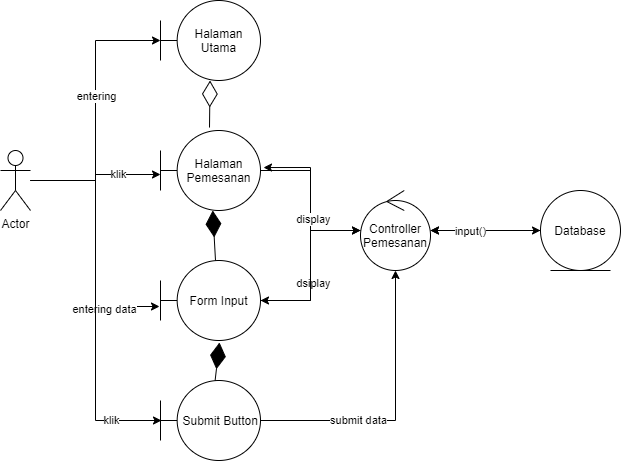 Halaman
Utama
entering
Halaman
Pemesanan
klik
Actor
display
Controller
Pemesanan
input()
Database
dsiplay
Form Input
entering data
klik
Submit Button
submit data